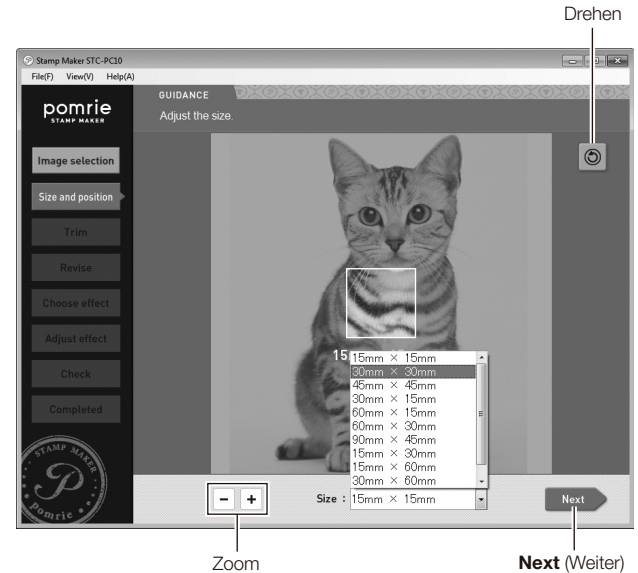 Drehen
Stamp Maker STC-PC10
File(F) View(V) Help(A)
pomrie
STAMP MAKER
GUIDANCE
Adjust the size.
Image selection
Size and position
Trim
Revise
Choose effect
Adjust effect
Check
Completed
STAMP MAKER
pomrie
15
15mm × 15mm
30mm × 30mm
45mm × 45mm
30mm × 15mm
60mm × 15mm
60mm × 30mm
90mm × 45mm
15mm × 30mm
15mm × 60mm
30mm × 60mm
- +
Size : 15mm × 15mm
Next
Zoom
Next (Weiter)